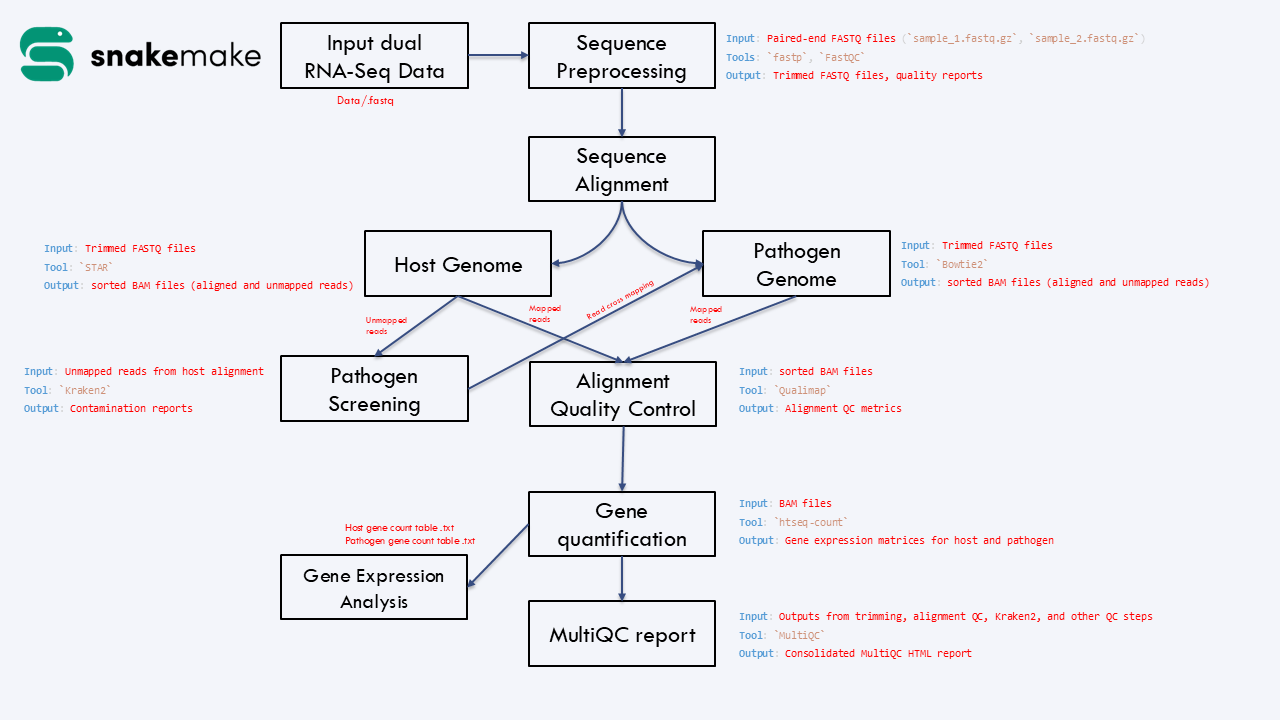 snakemake
Input dual
RNA-Seq Data
Data/.fastq
Sequence
Preprocessing
Input: Paired-end FASTQ files (`sample_1.fastq.gz`, `sample_2.fastq.gz`)
Tools: `fastp`, `FastQC`
Output: Trimmed FASTQ files, quality reports
Sequence
Alignment
Input: Trimmed FASTQ files
Tool: `STAR`
Output: sorted BAM files (aligned and unmapped reads)
Host Genome
Pathogen
Genome
Input: Trimmed FASTQ files
Tool: `Bowtie2`
Output: sorted BAM files (aligned and unmapped reads)
Unmapped
reads
Mapped
reads
Read cross mapping
Mapped
reads
Input: Unmapped reads from host alignment
Tool: `Kraken2`
Output: Contamination reports
Pathogen
Screening
Alignment
Quality Control
Input: sorted BAM files
Tool: `Qualimap`
Output: Alignment QC metrics
Gene
quantification
Input: BAM files
Tool: `htseq-count`
Output: Gene expression matrices for host and pathogen
Host gene count table .txt
Pathogen gene count table .txt
Gene Expression
Analysis
MultiQC report
Input: Outputs from trimming, alignment QC, Kraken2, and other QC steps
Tool: `MultiQC`
Output: Consolidated MultiQC HTML report